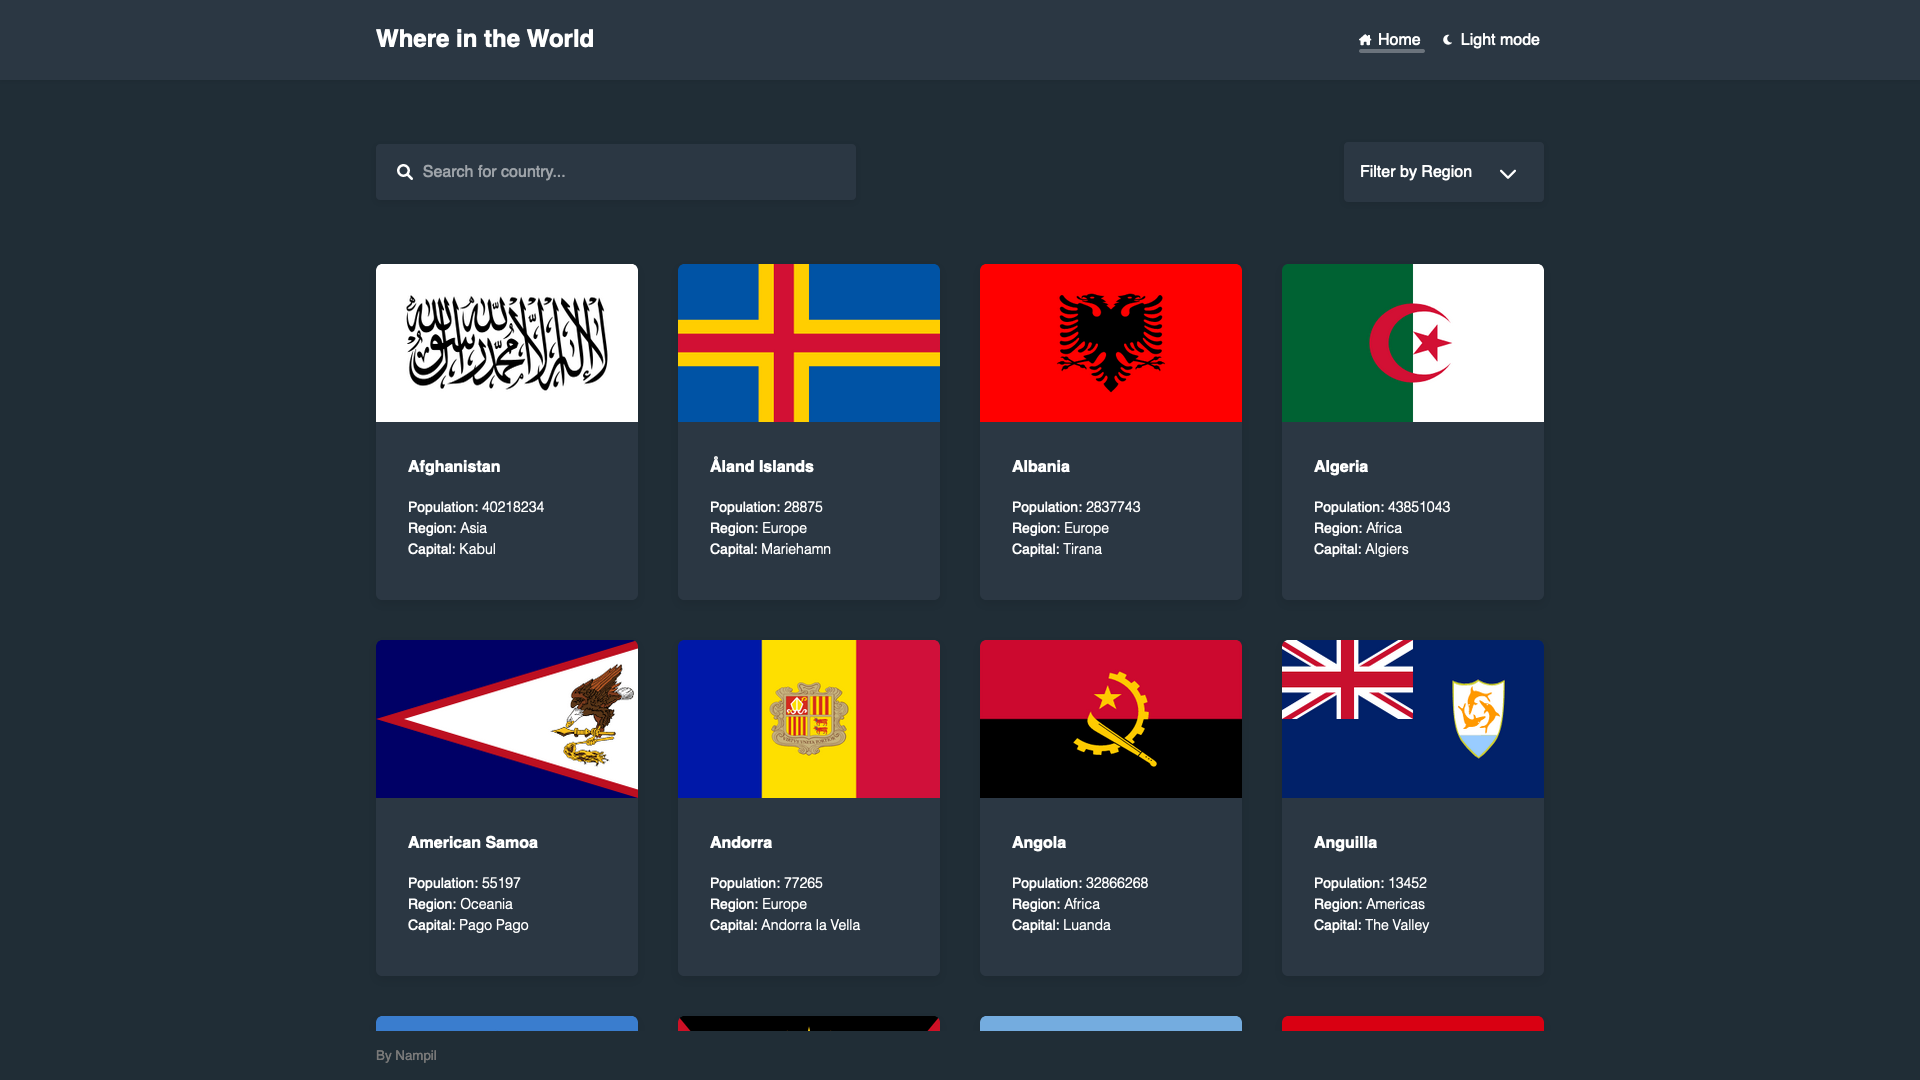 Where in the World
Home
Light mode
Search for country...
Filter by Region
Afghanistan
Population: 40218234
Region: Asia
Capital: Kabul
Åland Islands
Population: 28875
Region: Europe
Capital: Mariehamn
Albania
Population: 2837743
Region: Europe
Capital: Tirana
Algeria
Population: 43851043
Region: Africa
Capital: Algiers
American Samoa
Population: 55197
Region: Oceania
Capital: Pago Pago
Andorra
Population: 77265
Region: Europe
Capital: Andorra la Vella
Angola
Population: 32866268
Region: Africa
Capital: Luanda
Anguilla
Population: 13452
Region: Americas
Capital: The Valley
By Nampil